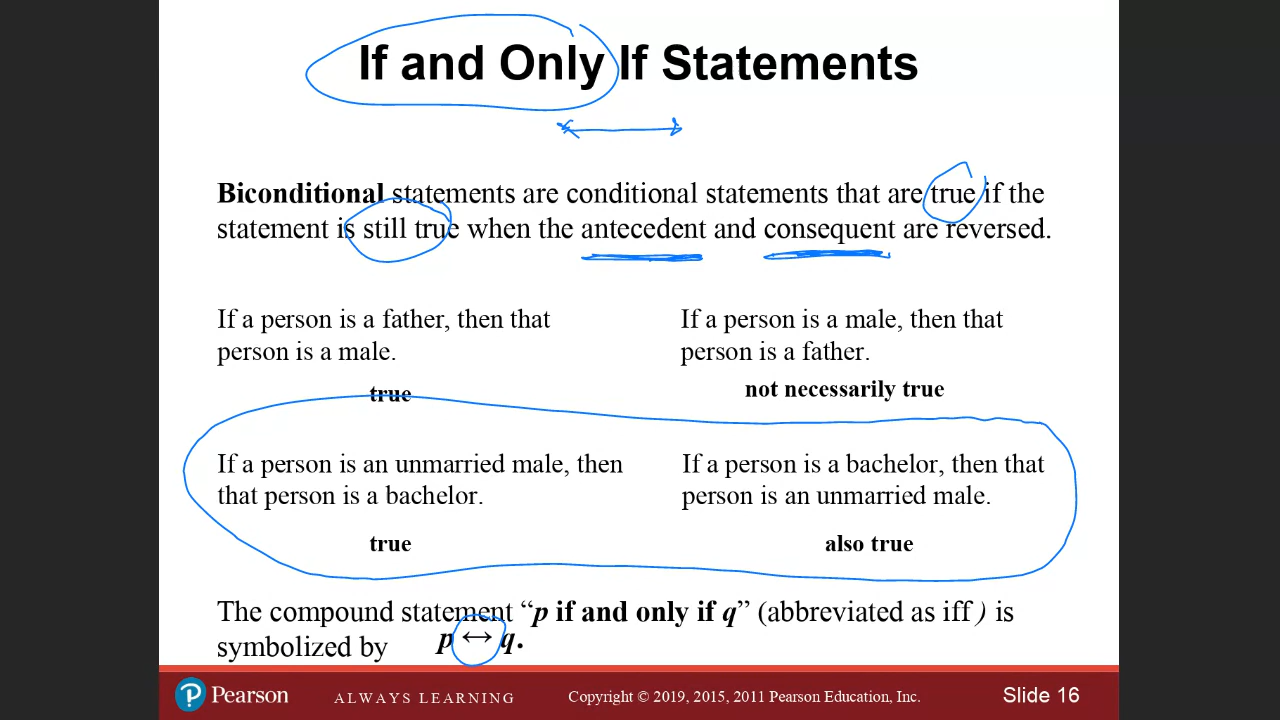 If and Only If Statements
Biconditional statements are conditional statements that are true if the
statement is still true when the antecedent and consequent are reversed.
If a person is a father, then that
person is a male.
true
If a person is a male, then that
person is a father.
not necessarily true
If a person is an unmarried male, then
that person is a bachelor.
true
If a person is a bachelor, then that
person is an unmarried male.
also true
The compound statement “p if and only if q” (abbreviated as iff ) is
symbolized by p ↔ q.
P Pearson
ALWAYS LEARNING
Copyright © 2019, 2015, 2011 Pearson Education, Inc.
Slide 16